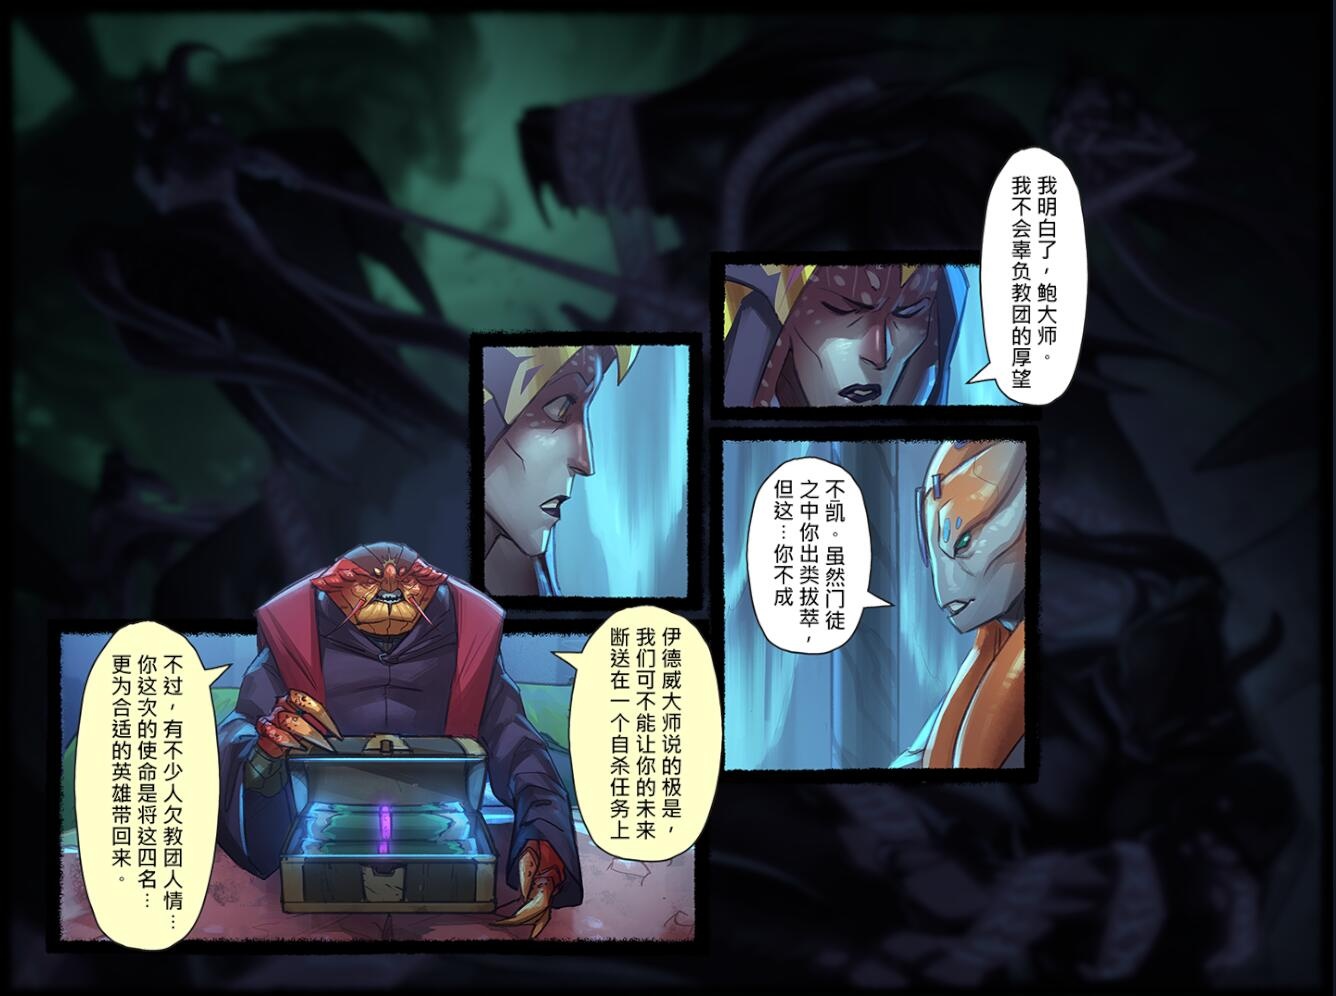 我明白了，鲍大师。
我不会辜负教团的厚望
不凯。虽然门徒
之中你出类拔萃，
但这…你不成
伊德威大师说的极是，
我们可不能让你的未来
断送在一个自杀任务上
不过，有不少人欠教团人情…
你这次的使命是将这四名…
更为合适的英雄带回来。